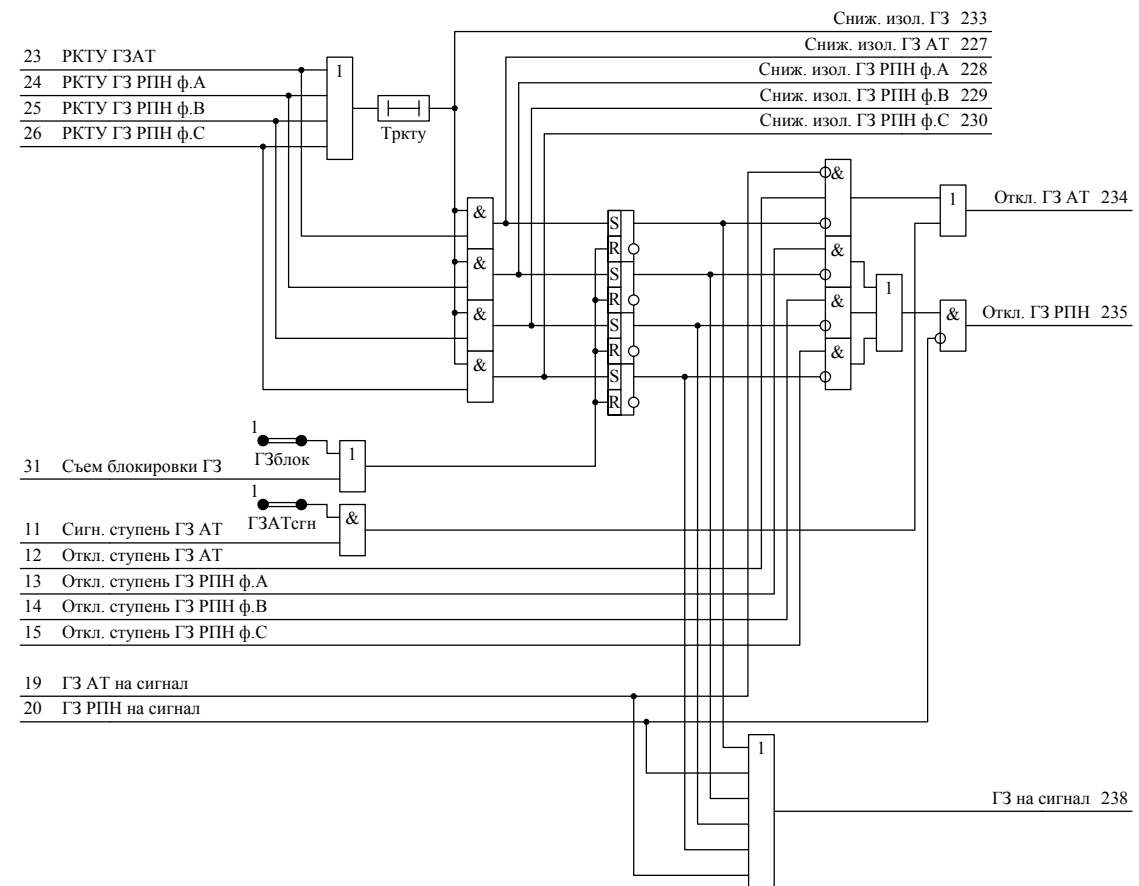 Сниж. изол. ГЗ 233
23 РКТУ ГЗАТ
Сниж. изол. ГЗ АТ 227
24 РКТУ ГЗ РПН ф.А
Сниж. изол. ГЗ РПН ф.А 228
25 РКТУ ГЗ РПН ф.В
Сниж. изол. ГЗ РПН ф.В 229
26 РКТУ ГЗ РПН ф.С
Сниж. изол. ГЗ РПН ф.С 230
1
Тркту
&
1
Откл. ГЗ АТ 234
&
S
R
&
&
S
R
1
&
&
S
R
&
Откл. ГЗ РПН 235
&
&
S
R
1
ГЗблок
1
31 Съем блокировки ГЗ
1
ГЗАТсгн
&
11 Сигн. ступень ГЗ АТ
12 Откл. ступень ГЗ АТ
13 Откл. ступень ГЗ РПН ф.А
14 Откл. ступень ГЗ РПН ф.В
15 Откл. ступень ГЗ РПН ф.С
19 ГЗ АТ на сигнал
20 ГЗ РПН на сигнал
1
ГЗ на сигнал 238